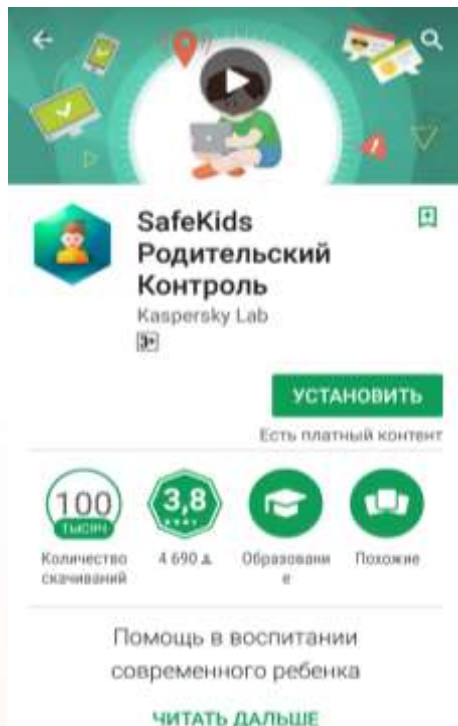 SafeKids
Родительский
Контроль
Kaspersky Lab
3+
УСТАНОВИТЬ
Есть платный контент
100
ТЫСЯЧ
3,8
Количество
скачиваний
4 690
Образовани
е
Похожие
Помощь в воспитании
современного ребенка
ЧИТАТЬ ДАЛЬШЕ